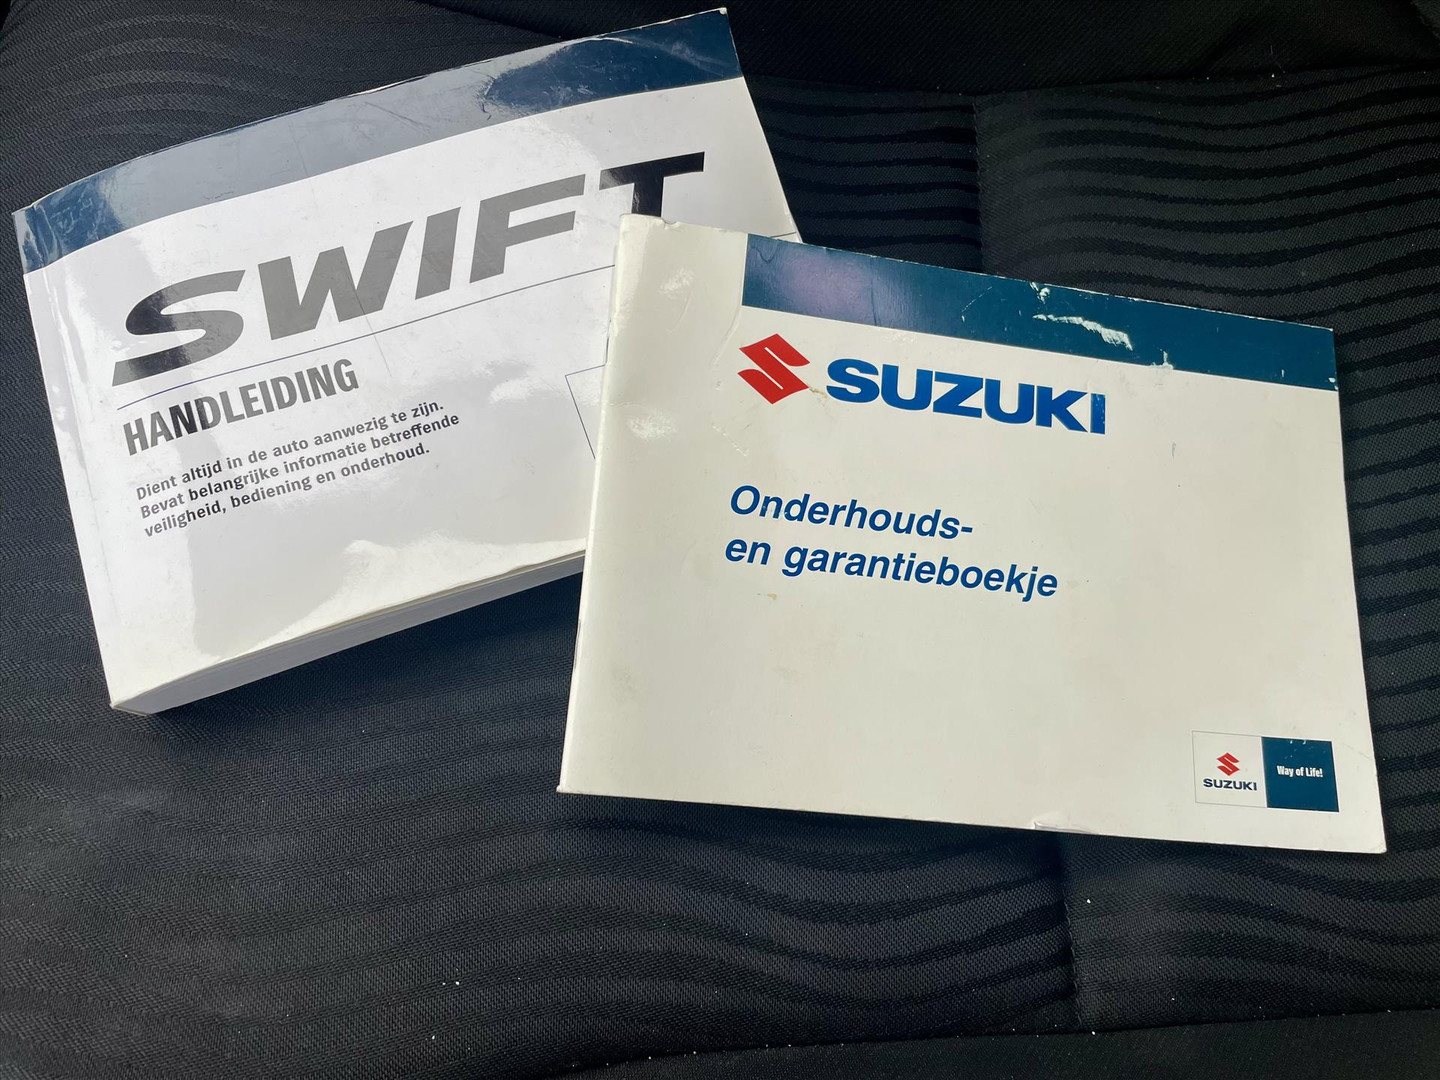 SWIFT
HANDLEIDING
Dient altijd in de auto aanwezig te zijn.
Bevat belangrijke informatie betreffende
veiligheid, bediening en onderhoud.
SUZUKI
Onderhouds-
en garantieboekje
SUZUKI
Way of Life!